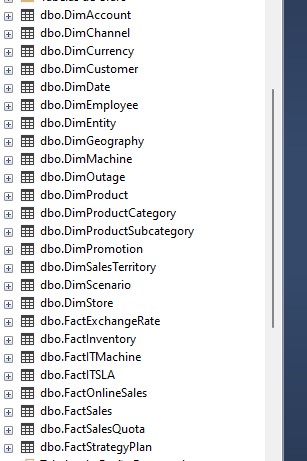 dbo.DimAccount
dbo.DimChannel
dbo.DimCurrency
dbo.DimCustomer
dbo.DimDate
dbo.DimEmployee
dbo.DimEntity
dbo.DimGeography
dbo.DimMachine
dbo.DimOutage
dbo.DimProduct
dbo.DimProductCategory
dbo.DimProductSubcategory
dbo.DimPromotion
dbo.DimSalesTerritory
dbo.DimScenario
dbo.DimStore
dbo.FactExchangeRate
dbo.FactInventory
dbo.FactITMachine
dbo.FactITSLA
dbo.FactOnlineSales
dbo.FactSales
dbo.FactSalesQuota
dbo.FactStrategyPlan